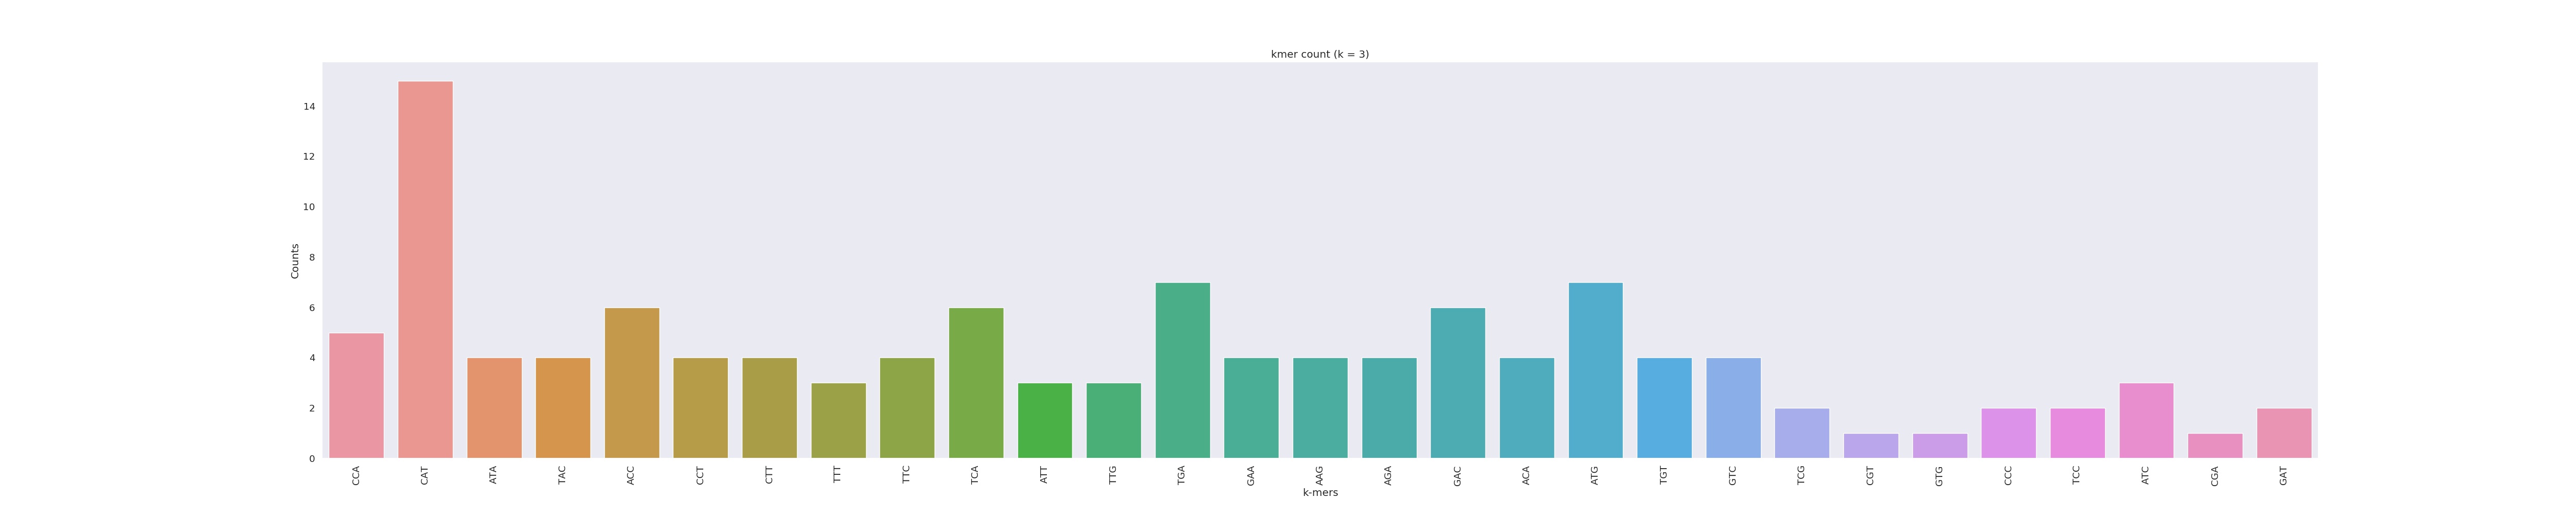 kmer count (k = 3)
14
12
10
8
6
4
2
0
Counts
CCA CAT ATA TAC ACC CCT CTT TTT TTC TCA ATT TTG TGA GAA AAG AGA GAC ACA ATG TGT GTC TCG CGT GTG CCC TCC ATC CGA GAT
k-mers